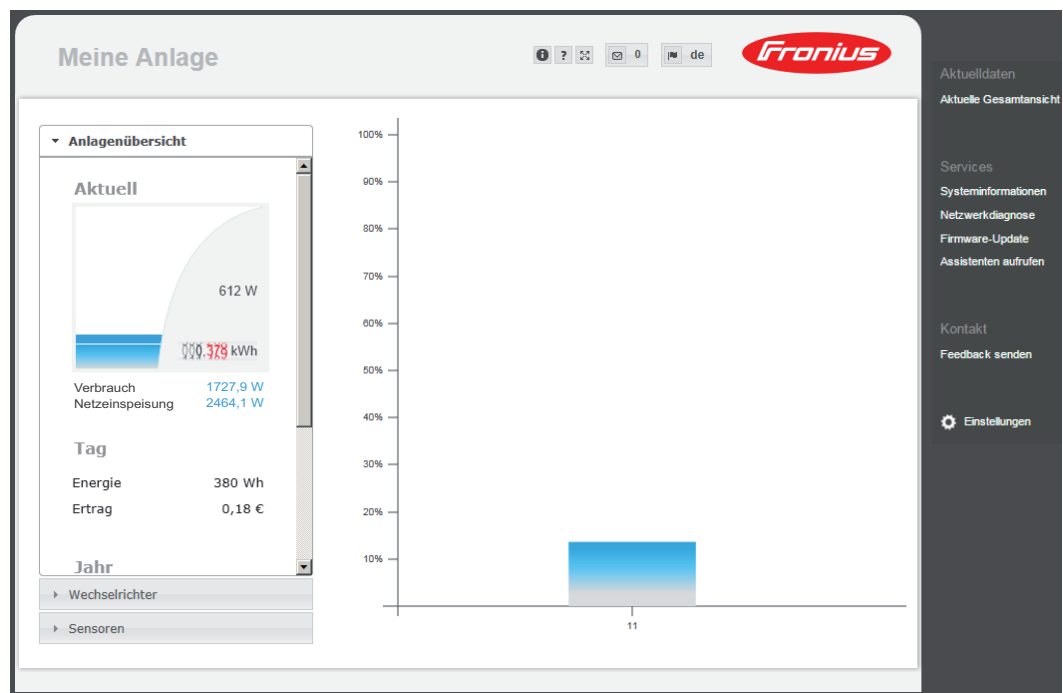 Meine Anlage
i ? 0 de
Fronius
Anlagenübersicht
Aktuell
612 W
000.379 kWh
Verbrauch 1727,9 W
Netzeinspeisung 2464,1 W
Tag
Energie 380 Wh
Ertrag 0,18 €
Jahr
Wechselrichter
Sensoren
100%
90%
80%
70%
60%
50%
40%
30%
20%
10%
11
Aktuelldaten
Aktuelle Gesamtansicht
Services
Systeminformationen
Netzwerkdiagnose
Firmware-Update
Assistenten aufrufen
Kontakt
Feedback senden
Einstellungen